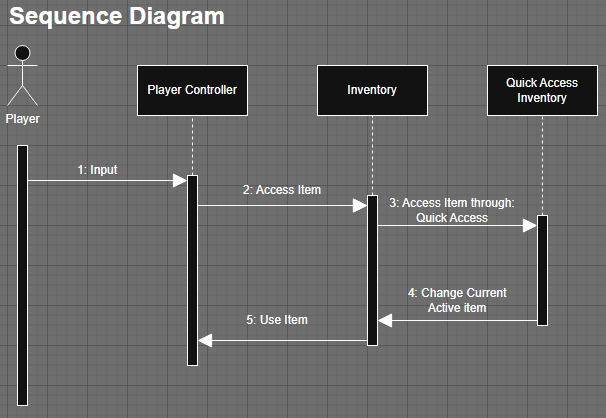 Sequence Diagram
Player
Player Controller
Inventory
Quick Access
Inventory
1: Input
2: Access Item
3: Access Item through:
Quick Access
4: Change Current
Active item
5: Use Item